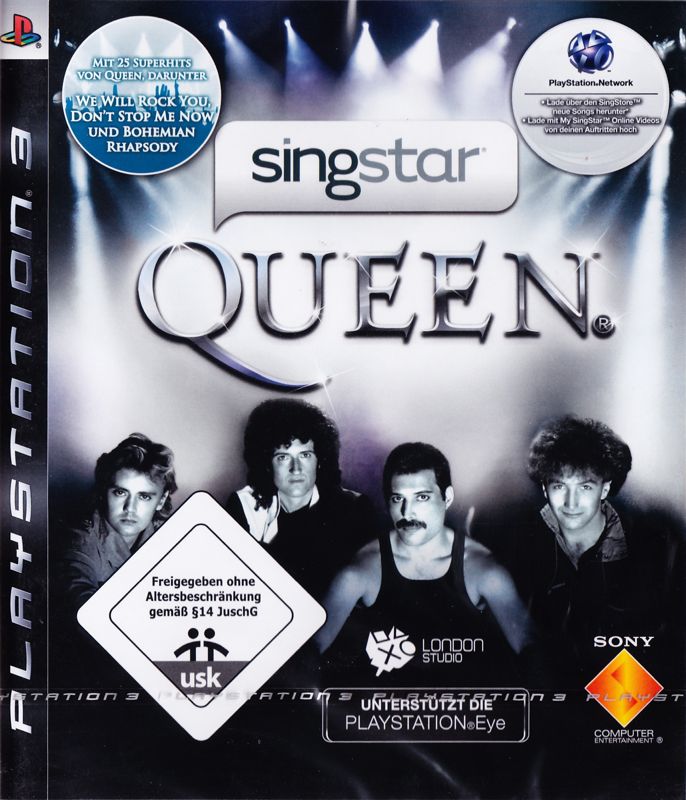 PLAYSTATION® 3
MIT 25 SUPERHITS
VON QUEEN, DARUNTER
WE WILL ROCK YOU,
DON'T STOP ME NOW
UND BOHEMIAN
RHAPSODY
PlayStation®Network
• Lade über den SingStore™
neue Songs herunter*
• Lade mit My SingStar™ Online Videos
von deinen Auftritten hoch
singstar®
QUEEN®
Freigegeben ohne
Altersbeschränkung
gemäß §14 JuschG
usk
LONDON
STUDIO
SONY
YSTATION 3 PLAYSTATION 3 PLAYSTATION 3 PLAYST
UNTERSTÜTZT DIE
PLAYSTATION®Eye
COMPUTER
ENTERTAINMENT ®